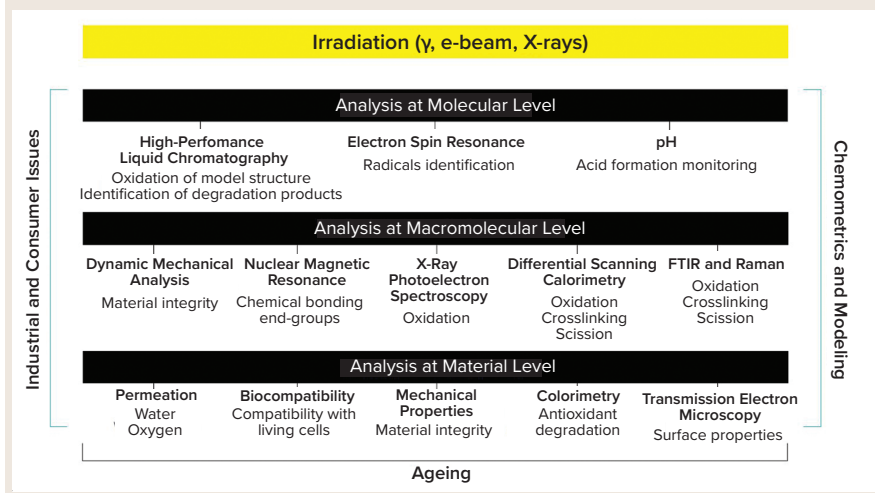 Irradiation (γ, e-beam, X-rays)
Industrial and Consumer Issues
Chemometrics and Modeling
Analysis at Molecular Level
High-Perfomance
Liquid Chromatography
Oxidation of model structure
Identification of degradation products
Electron Spin Resonance
Radicals identification
pH
Acid formation monitoring
Analysis at Macromolecular Level
Dynamic Mechanical
Analysis
Material integrity
Nuclear Magnetic
Resonance
Chemical bonding
end-groups
X-Ray
Photoelectron
Spectroscopy
Oxidation
Differential Scanning
Calorimetry
Oxidation
Crosslinking
Scission
FTIR and Raman
Oxidation
Crosslinking
Scission
Analysis at Material Level
Permeation
Water
Oxygen
Biocompatibility
Compatibility with
living cells
Mechanical
Properties
Material integrity
Colorimetry
Antioxidant
degradation
Transmission Electron
Microscopy
Surface properties
Ageing